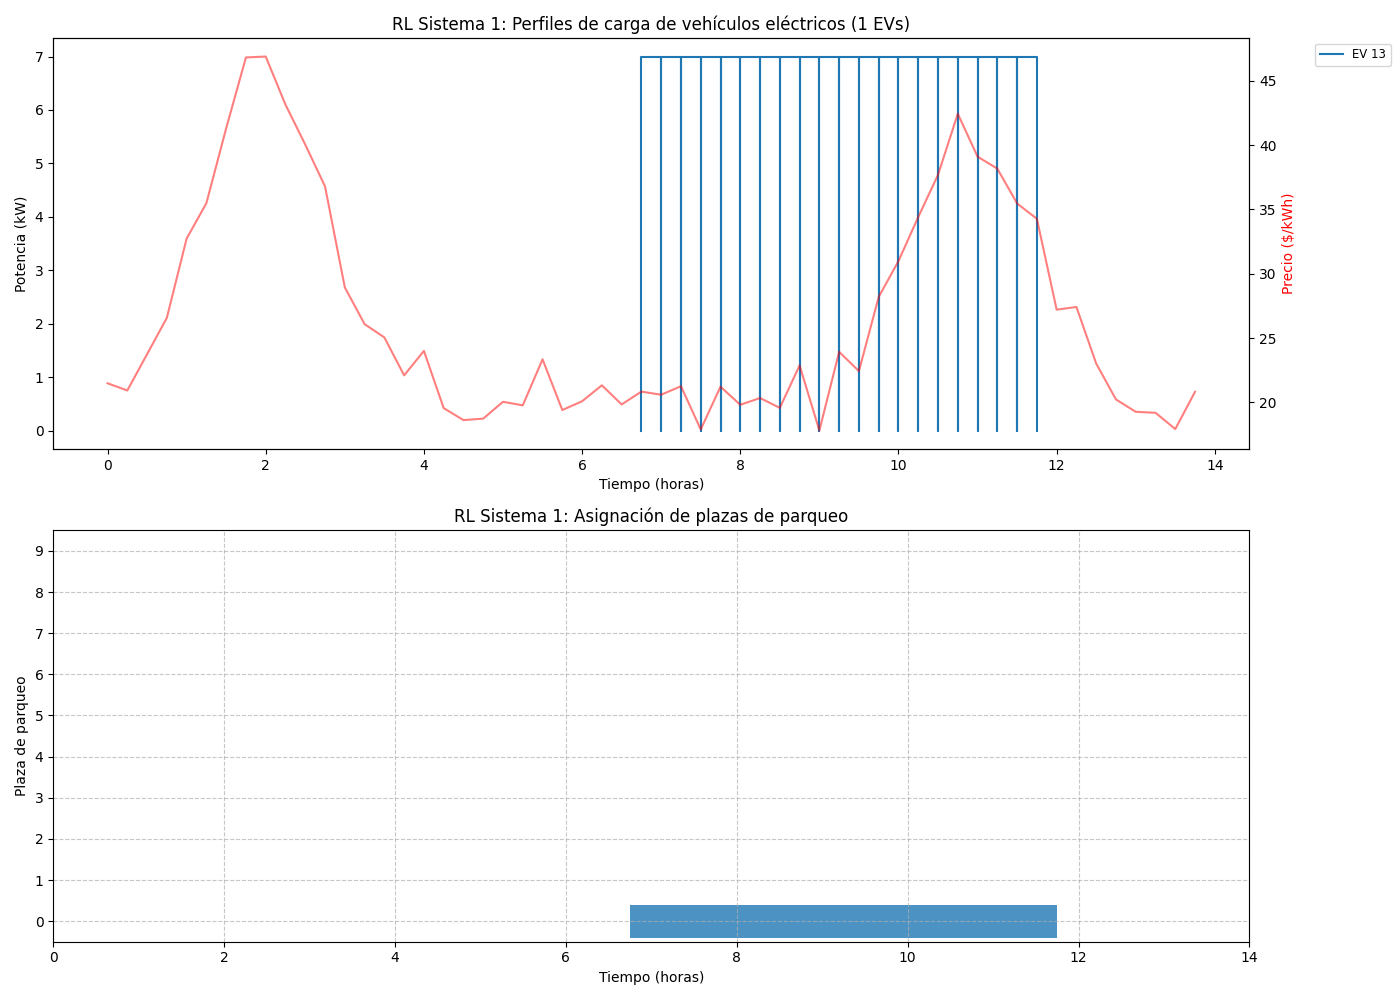 RL Sistema 1: Perfiles de carga de vehículos eléctricos (1 EVs)
7
6
5
4
3
2
1
0
Potencia (kW)
45
40
35
30
25
20
Precio ($/kWh)
EV 13
0 2 4 6 8 10 12 14
Tiempo (horas)
RL Sistema 1: Asignación de plazas de parqueo
9
8
7
6
5
4
3
2
1
0
Plaza de parqueo
0 2 4 6 8 10 12 14
Tiempo (horas)